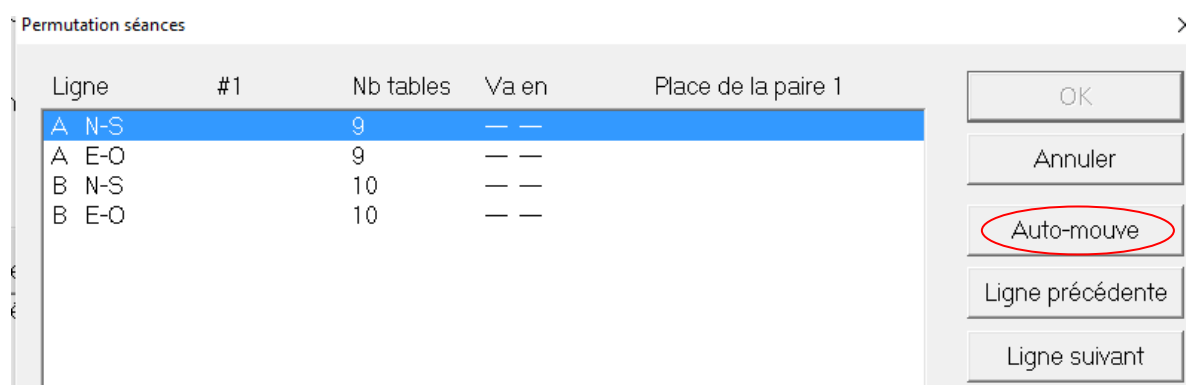 Permutation séances
Ligne #1 Nb tables Va en Place de la paire 1
OK
A N-S 9 — —
A E-O 9 — —
Annuler
B N-S 10 — —
B E-O 10 — —
Auto-mouve
Ligne précédente
Ligne suivant